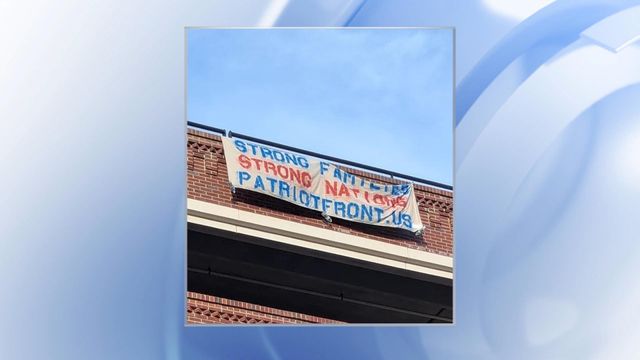 STRONG FAMILIES
STRONG NATIONS
PATRIOTFRONT.US